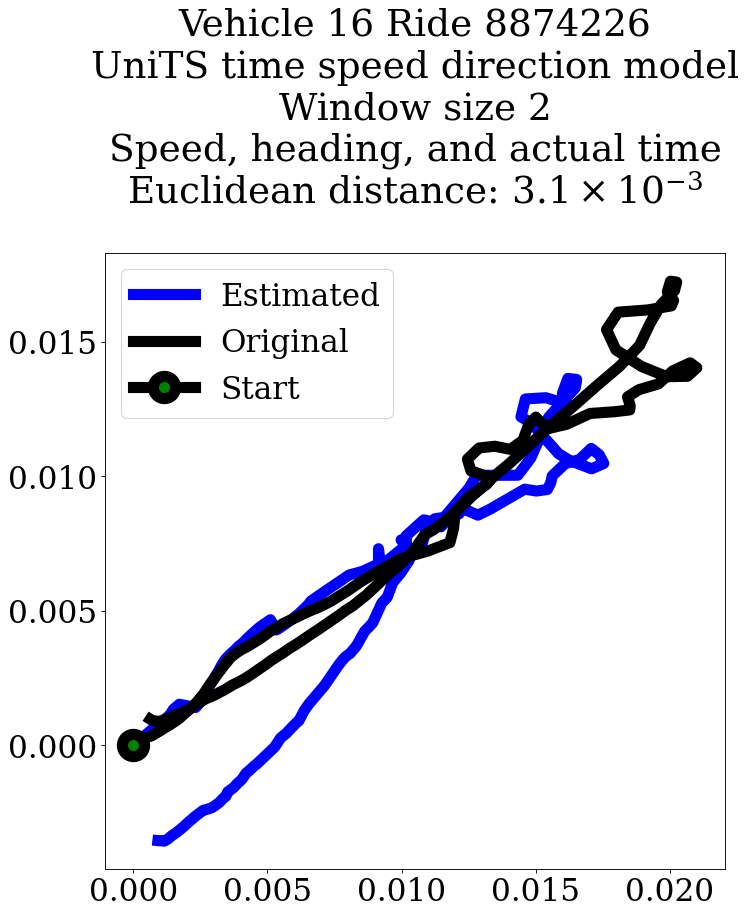 Vehicle 16 Ride 8874226
UniTS time speed direction model
Window size 2
Speed, heading, and actual time
Euclidean distance: 3.1 × 10⁻³
Estimated
Original
Start
0.015
0.010
0.005
0.000
0.000 0.005 0.010 0.015 0.020